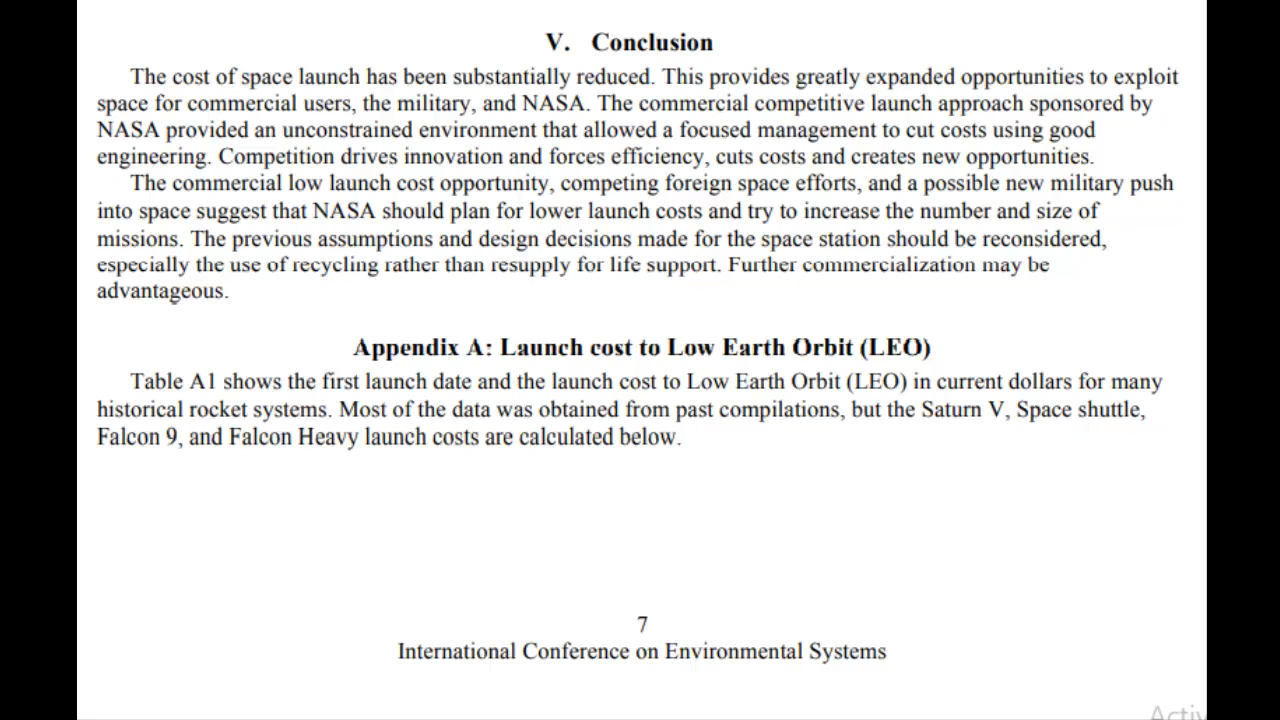 V. Conclusion
The cost of space launch has been substantially reduced. This provides greatly expanded opportunities to exploit
space for commercial users, the military, and NASA. The commercial competitive launch approach sponsored by
NASA provided an unconstrained environment that allowed a focused management to cut costs using good
engineering. Competition drives innovation and forces efficiency, cuts costs and creates new opportunities.
The commercial low launch cost opportunity, competing foreign space efforts, and a possible new military push
into space suggest that NASA should plan for lower launch costs and try to increase the number and size of
missions. The previous assumptions and design decisions made for the space station should be reconsidered,
especially the use of recycling rather than resupply for life support. Further commercialization may be
advantageous.
Appendix A: Launch cost to Low Earth Orbit (LEO)
Table A1 shows the first launch date and the launch cost to Low Earth Orbit (LEO) in current dollars for many
historical rocket systems. Most of the data was obtained from past compilations, but the Saturn V, Space shuttle,
Falcon 9, and Falcon Heavy launch costs are calculated below.
7
International Conference on Environmental Systems